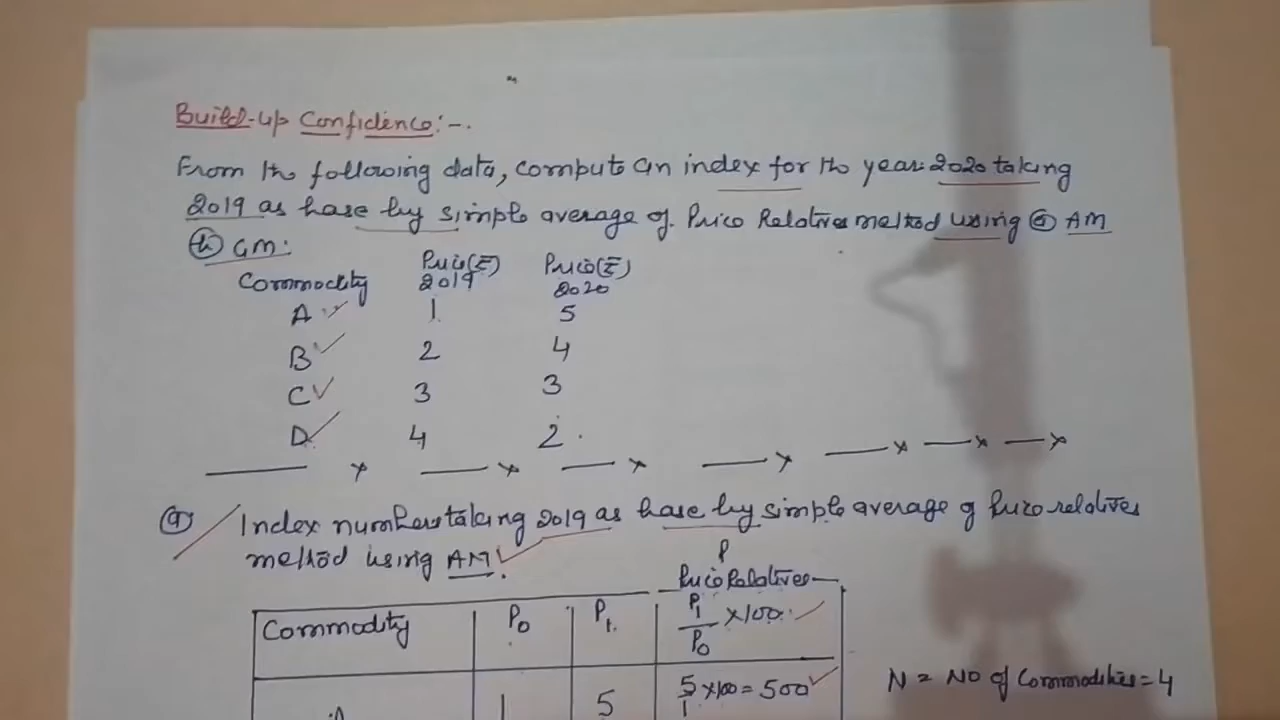 Build-up Confidence:-.
From the following data, compute an index for the year 2020 taking
2019 as base by simple average of Price Relatives method using (a) AM
(b) GM:
Commodity Price(₹) 2019 Price(₹) 2020
A 1 5
B 2 4
C 3 3
D 4 2
(a) Index numbers taking 2019 as base by simple average of price relatives
method using AM.
P
Price Relatives
Commodity P0 P1 P1/P0 ×100
A 1 5 5/1 ×100 = 500
N = No of Commodities = 4